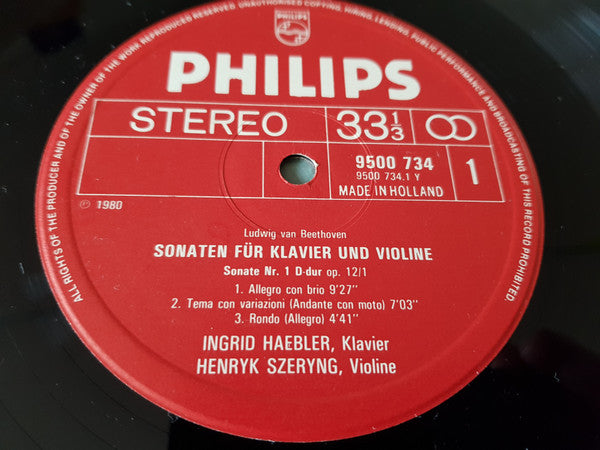 ALL RIGHTS OF THE PRODUCER AND OF THE OWNER OF THE WORK REPRODUCED RESERVED. UNAUTHORISED COPYING, HIRING, LENDING, PUBLIC PERFORMANCE AND BROADCASTING OF THIS RECORD PROHIBITED.
PHILIPS
PHILIPS
STEREO
33⅓
9500 734
9500 734.1 Y
MADE IN HOLLAND
1
℗ 1980
Ludwig van Beethoven
SONATEN FÜR KLAVIER UND VIOLINE
Sonate Nr. 1 D-dur op. 12/1
1. Allegro con brio 9'27"
2. Tema con variazioni (Andante con moto) 7'03"
3. Rondo (Allegro) 4'41"
INGRID HAEBLER, Klavier
HENRYK SZERYNG, Violine